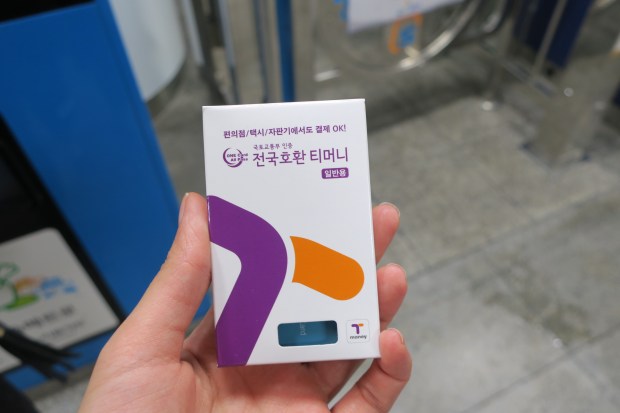 편의점/택시/자판기에서도 결제 OK!
국토교통부 인증
전국호환 티머니
일반용
T
tmoney